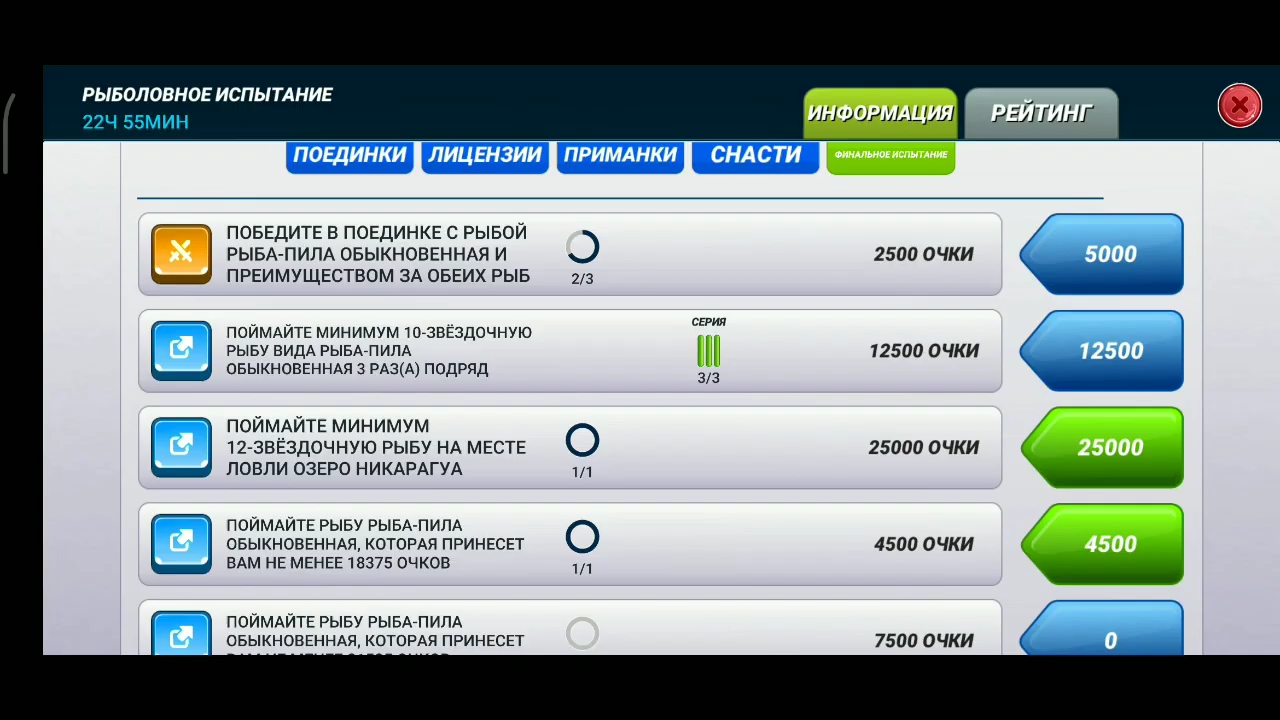 РЫБОЛОВНОЕ ИСПЫТАНИЕ
22Ч 55МИН
ИНФОРМАЦИЯ
РЕЙТИНГ
ПОЕДИНКИ
ЛИЦЕНЗИИ
ПРИМАНКИ
СНАСТИ
ФИНАЛЬНОЕ ИСПЫТАНИЕ
ПОБЕДИТЕ В ПОЕДИНКЕ С РЫБОЙ
РЫБА-ПИЛА ОБЫКНОВЕННАЯ И
ПРЕИМУЩЕСТВОМ ЗА ОБЕИХ РЫБ
2/3
2500 ОЧКИ
5000
ПОЙМАЙТЕ МИНИМУМ 10-ЗВЁЗДОЧНУЮ
РЫБУ ВИДА РЫБА-ПИЛА
ОБЫКНОВЕННАЯ 3 РАЗ(А) ПОДРЯД
СЕРИЯ
3/3
12500 ОЧКИ
12500
ПОЙМАЙТЕ МИНИМУМ
12-ЗВЁЗДОЧНУЮ РЫБУ НА МЕСТЕ
ЛОВЛИ ОЗЕРО НИКАРАГУА
1/1
25000 ОЧКИ
25000
ПОЙМАЙТЕ РЫБУ РЫБА-ПИЛА
ОБЫКНОВЕННАЯ, КОТОРАЯ ПРИНЕСЕТ
ВАМ НЕ МЕНЕЕ 18375 ОЧКОВ
1/1
4500 ОЧКИ
4500
ПОЙМАЙТЕ РЫБУ РЫБА-ПИЛА
ОБЫКНОВЕННАЯ, КОТОРАЯ ПРИНЕСЕТ
7500 ОЧКИ
0